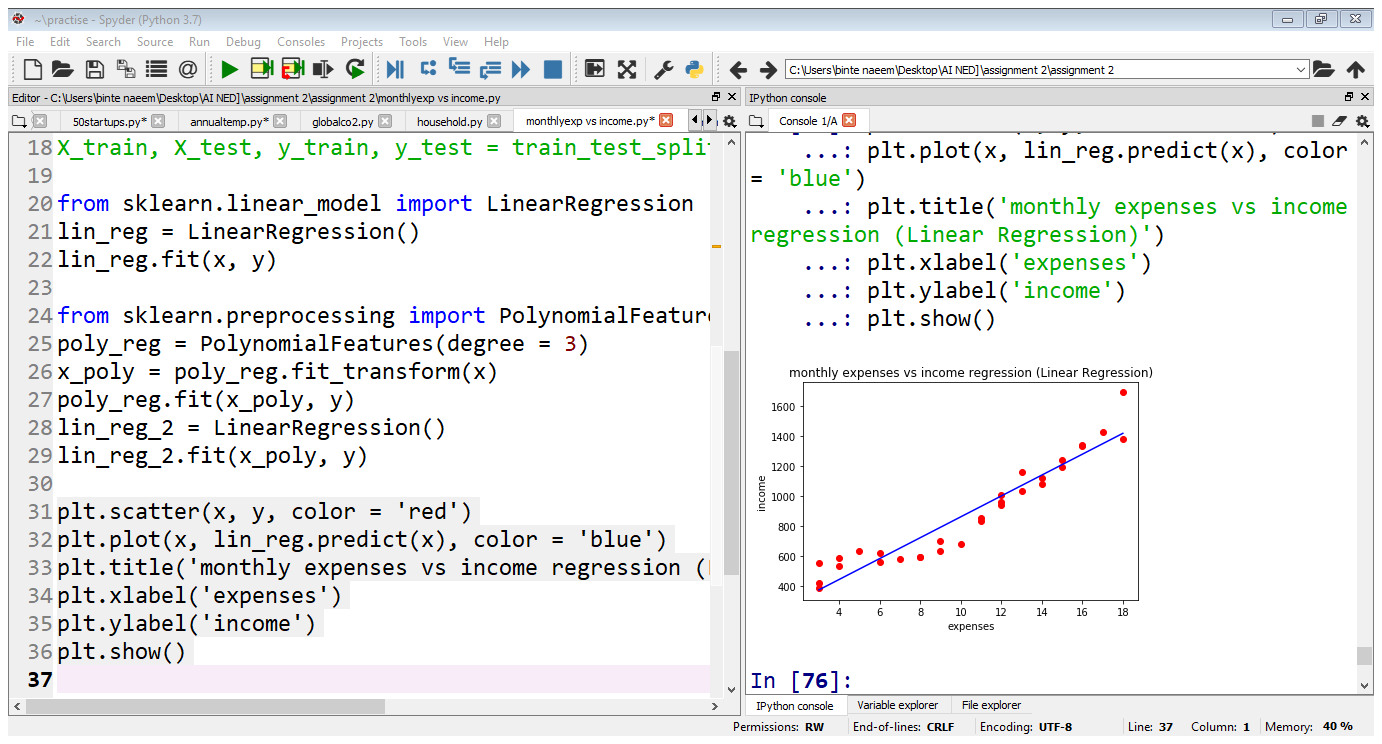 ~\practise - Spyder (Python 3.7)
File Edit Search Source Run Debug Consoles Projects Tools View Help
C:\Users\binte naeem\Desktop\AI NED]\assignment 2\assignment 2
Editor - C:\Users\binte naeem\Desktop\AI NED]\assignment 2\assignment 2\monthlyexp vs income.py
50startups.py* annualtemp.py* globalco2.py household.py monthlyexp vs income.py*
18 X_train, X_test, y_train, y_test = train_test_spli
19
20 from sklearn.linear_model import LinearRegression
21 lin_reg = LinearRegression()
22 lin_reg.fit(x, y)
23
24 from sklearn.preprocessing import PolynomialFeatur
25 poly_reg = PolynomialFeatures(degree = 3)
26 x_poly = poly_reg.fit_transform(x)
27 poly_reg.fit(x_poly, y)
28 lin_reg_2 = LinearRegression()
29 lin_reg_2.fit(x_poly, y)
30
31 plt.scatter(x, y, color = 'red')
32 plt.plot(x, lin_reg.predict(x), color = 'blue')
33 plt.title('monthly expenses vs income regression (
34 plt.xlabel('expenses')
35 plt.ylabel('income')
36 plt.show()
37
IPython console
Console 1/A
...: plt.plot(x, lin_reg.predict(x), color
= 'blue')
...: plt.title('monthly expenses vs income
regression (Linear Regression)')
...: plt.xlabel('expenses')
...: plt.ylabel('income')
...: plt.show()
monthly expenses vs income regression (Linear Regression)
1600
1400
1200
1000
800
600
400
income
4 6 8 10 12 14 16 18
expenses
In [76]:
IPython console Variable explorer File explorer
Permissions: RW End-of-lines: CRLF Encoding: UTF-8 Line: 37 Column: 1 Memory: 40 %